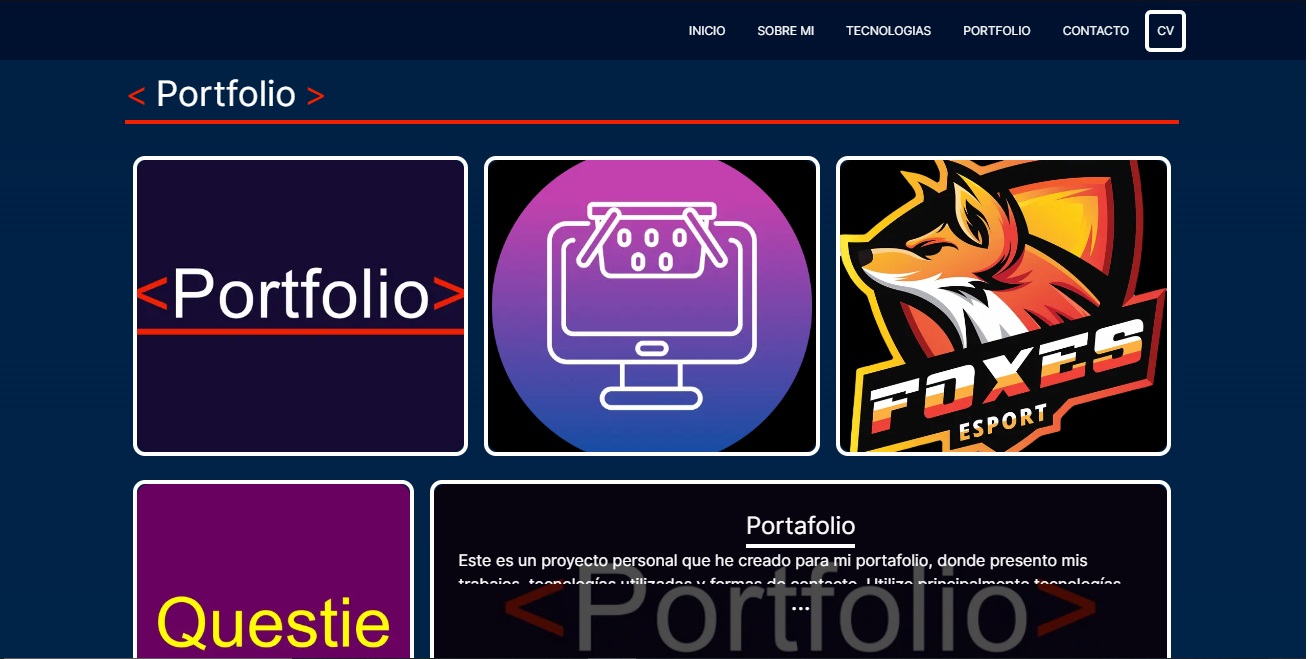 INICIO SOBRE MI TECNOLOGIAS PORTFOLIO CONTACTO CV
< Portfolio >
<Portfolio>
FOXES
ESPORT
Questie
Portafolio
Este es un proyecto personal que he creado para mi portafolio, donde presento mis
trabajos, tecnologías utilizadas y formas de contacto. Utilizo principalmente tecnologías
...
<Portfolio>